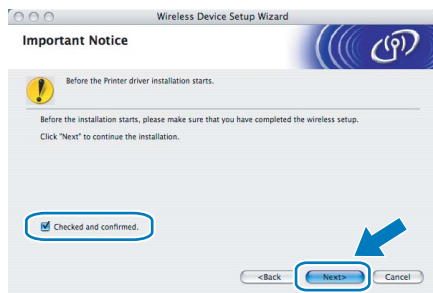 Wireless Device Setup Wizard
Important Notice
Before the Printer driver installation starts.
Before the installation starts, please make sure that you have completed the wireless setup.
Click "Next" to continue the installation.
Checked and confirmed.
<Back Next> Cancel